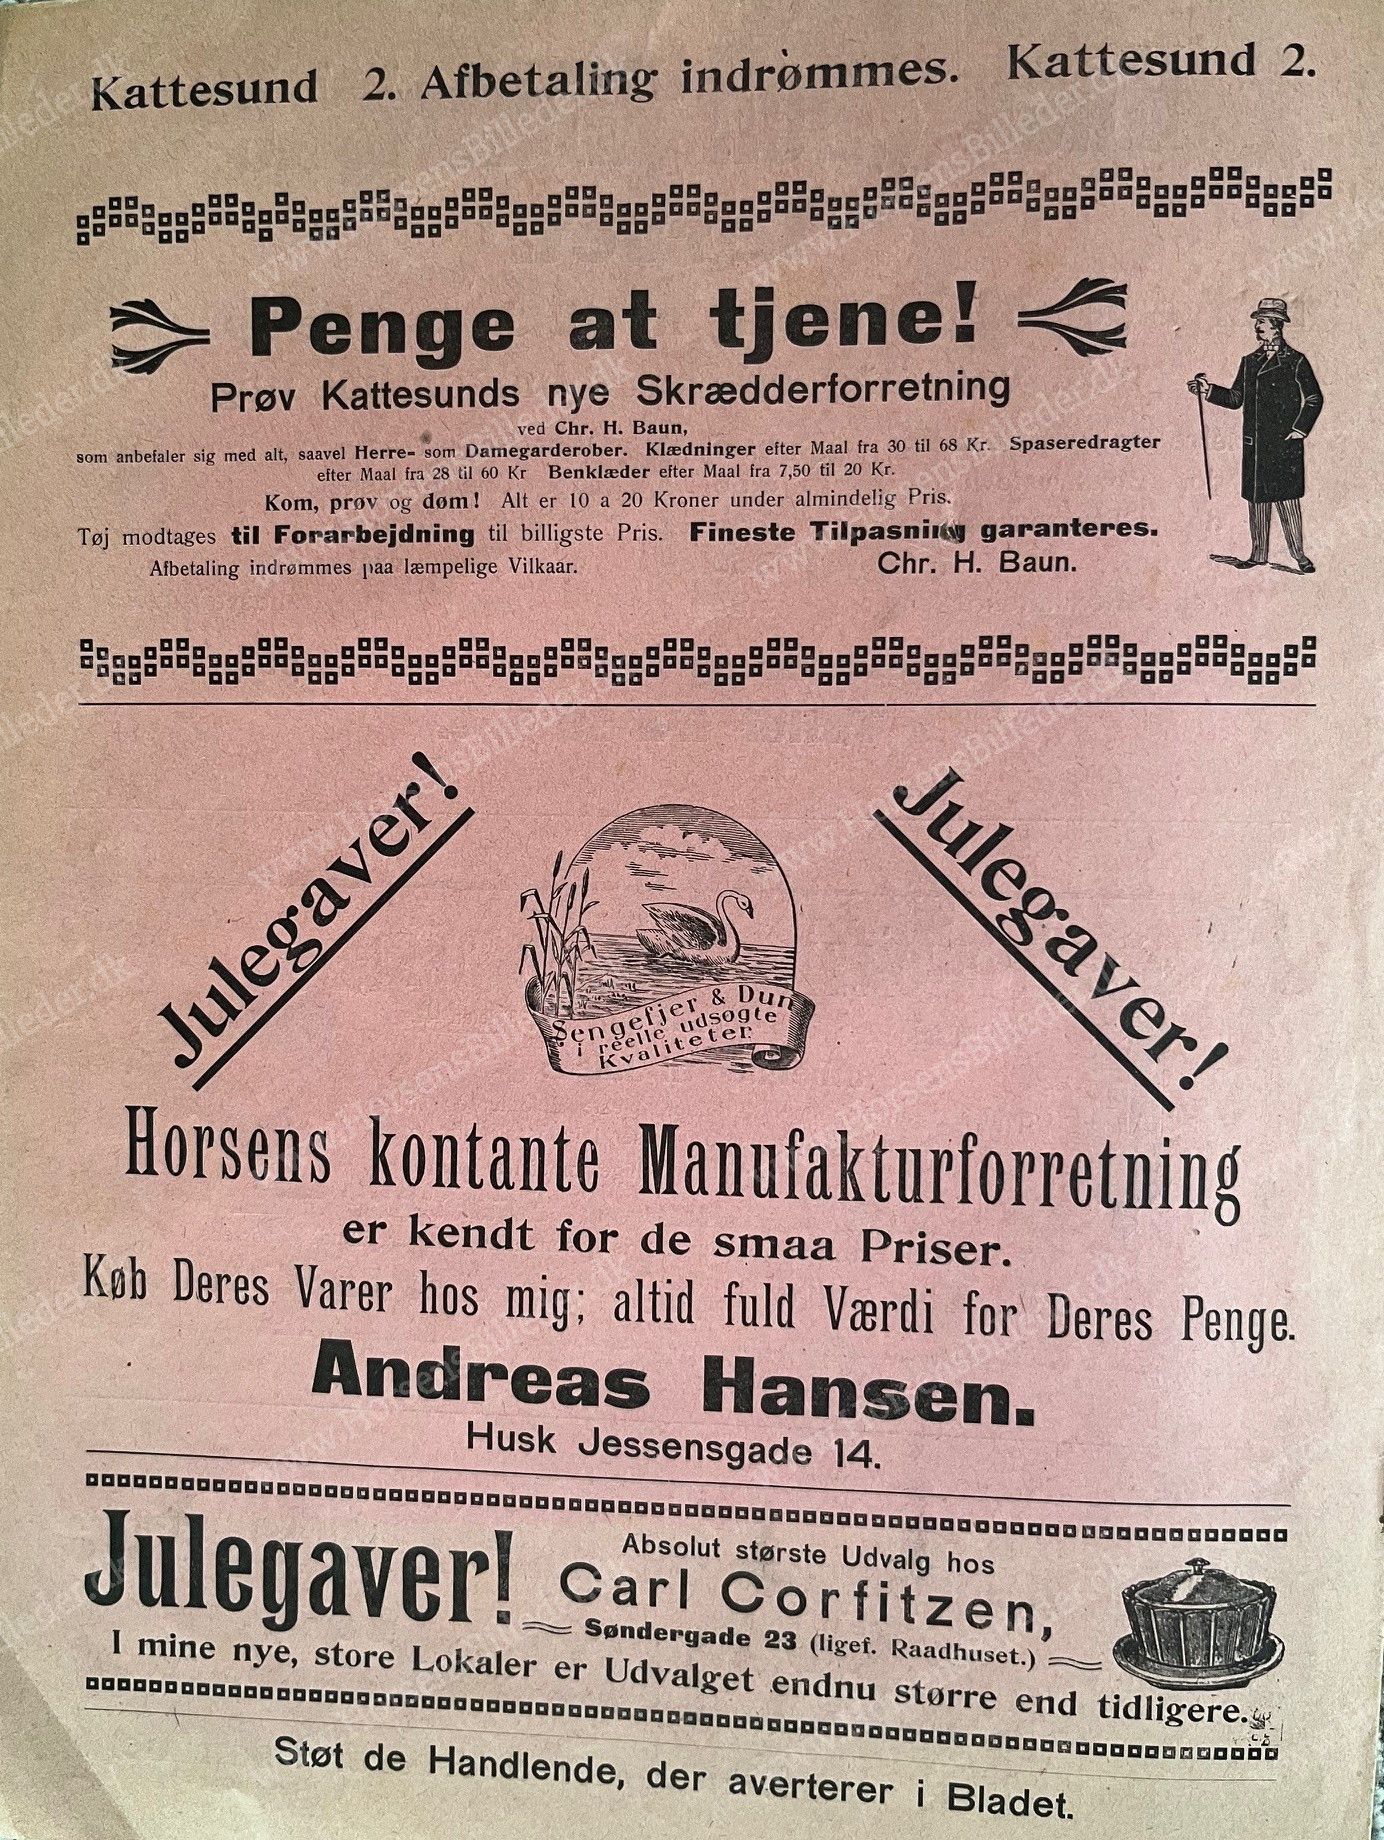 Kattesund 2. Afbetaling indrømmes. Kattesund 2.
Penge at tjene!
Prøv Kattesunds nye Skrædderforretning
ved Chr. H. Baun,
som anbefaler sig med alt, saavel Herre- som Damegarderober. Klædninger efter Maal fra 30 til 68 Kr. Spaseredragter
efter Maal fra 28 til 60 Kr Benklæder efter Maal fra 7,50 til 20 Kr.
Kom, prøv og døm! Alt er 10 a 20 Kroner under almindelig Pris.
Tøj modtages til Forarbejdning til billigste Pris. Fineste Tilpasning garanteres.
Afbetaling indrømmes paa læmpelige Vilkaar. Chr. H. Baun.
Julegaver! Julegaver!
Sengefjer & Dun
i reelle udsøgte
Kvaliteter
Horsens kontante Manufakturforretning
er kendt for de smaa Priser.
Køb Deres Varer hos mig; altid fuld Værdi for Deres Penge.
Andreas Hansen.
Husk Jessensgade 14.
Julegaver! Absolut største Udvalg hos
Carl Corfitzen,
Søndergade 23 (ligef. Raadhuset.)
I mine nye, store Lokaler er Udvalget endnu større end tidligere.
Støt de Handlende, der averterer i Bladet.
www.HorsensBilleder.dk